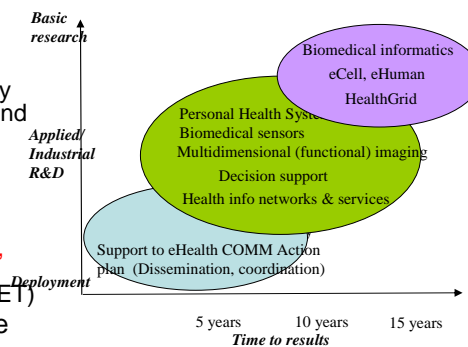 Basic
research
Biomedical informatics
eCell, eHuman
HealthGrid
y
nd
Personal Health
Biomedical sensors
Applied/
Industrial
R&D
Multidimensional (functional) imaging
Decision support
Health info networks & services
,
Support to eHealth COMM Action
plan (Dissemination, coordination)
Deployment
ET)
e
5 years
10 years
15 years
Time to results